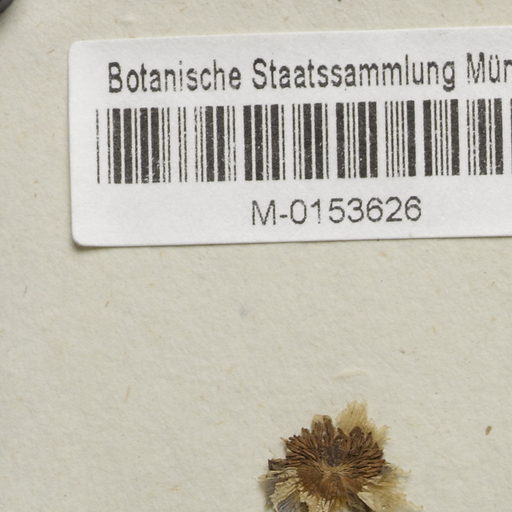 Botanische Staatssammlung Mün
M-0153626